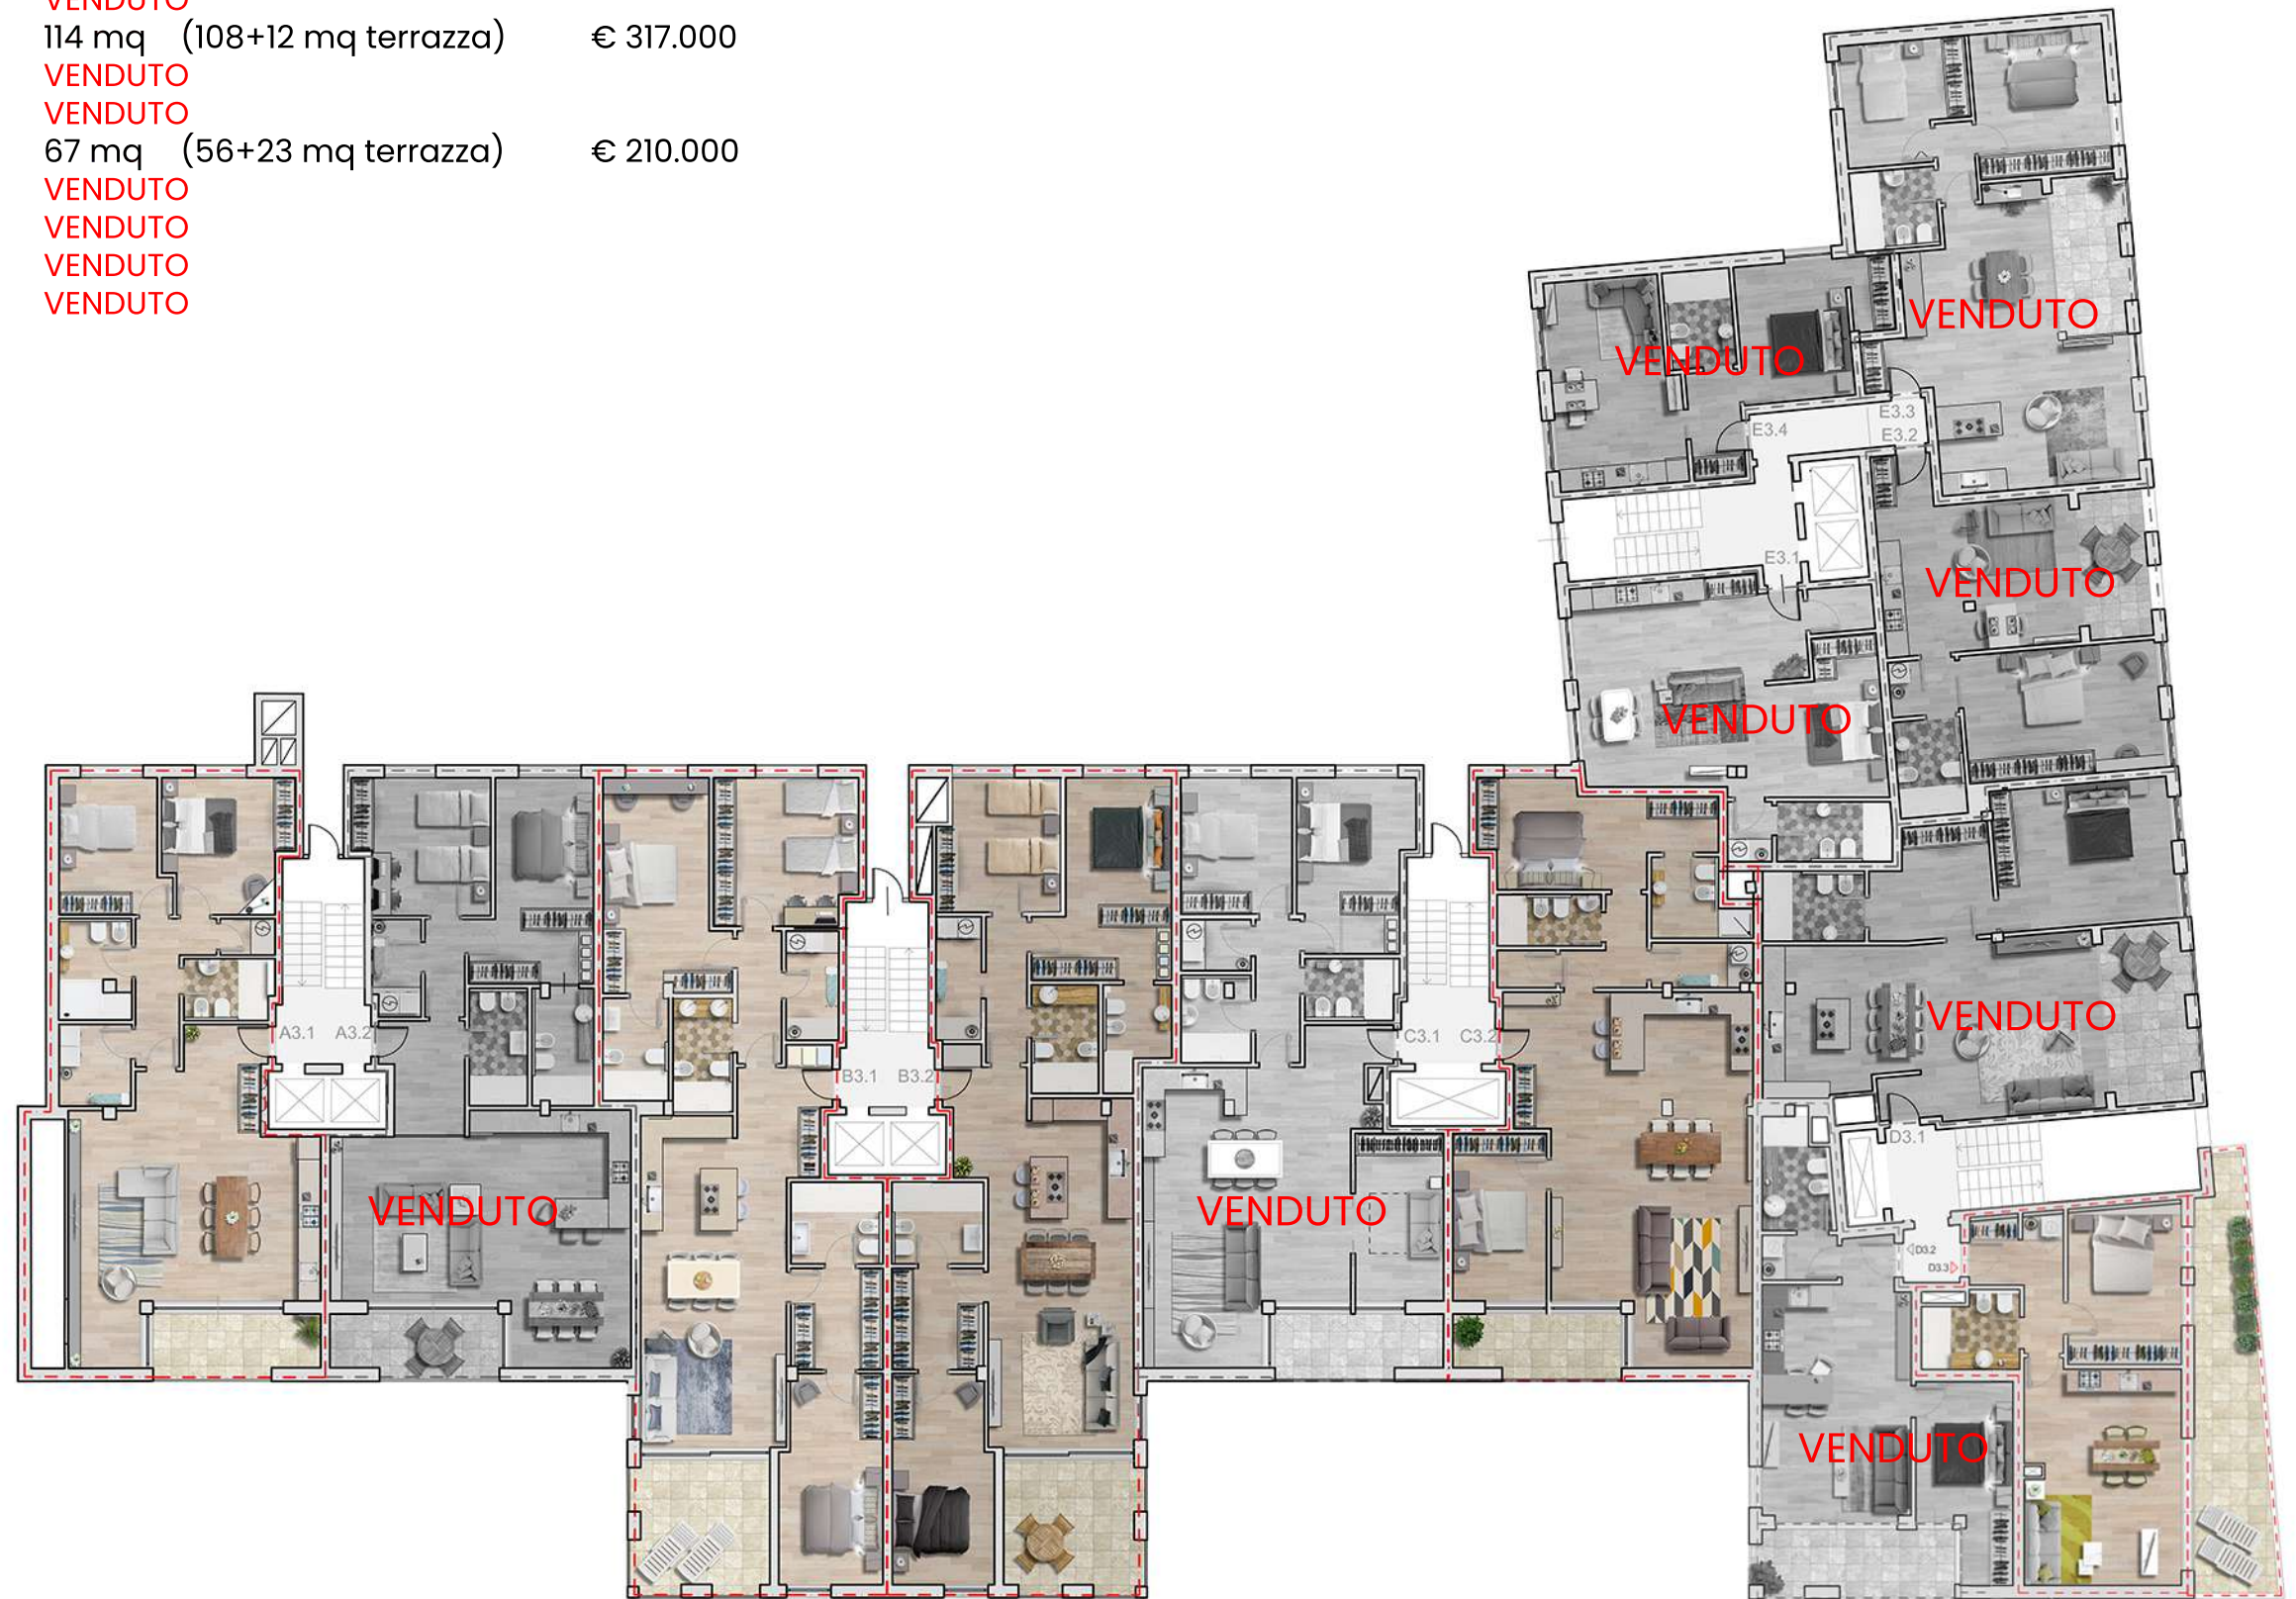 VENDUTO
114 mq (108+12 mq terrazza) € 317.000
VENDUTO
VENDUTO
67 mq (56+23 mq terrazza) € 210.000
VENDUTO
VENDUTO
VENDUTO
VENDUTO
VENDUTO
VENDUTO
E3.3
E3.4
E3.2
E3.1
VENDUTO
VENDUTO
VENDUTO
A3.1 A3.2
C3.1 C3.2
B3.1 B3.2
D3.1
VENDUTO
VENDUTO
D3.2
D3.3
VENDUTO